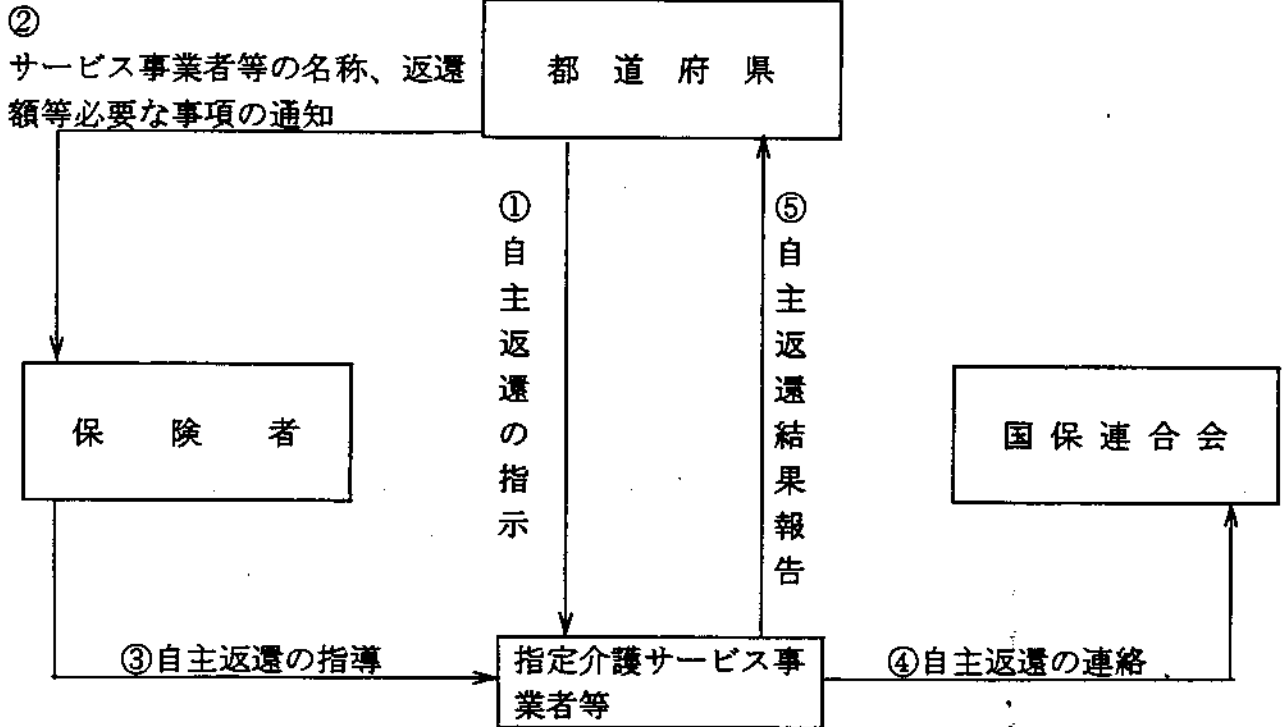 ②
サービス事業者等の名称、返還
額等必要な事項の通知
都道府県
①自主返還の指示
⑤自主返還結果報告
保険者
国保連合会
③自主返還の指導
指定介護サービス事
業者等
④自主返還の連絡